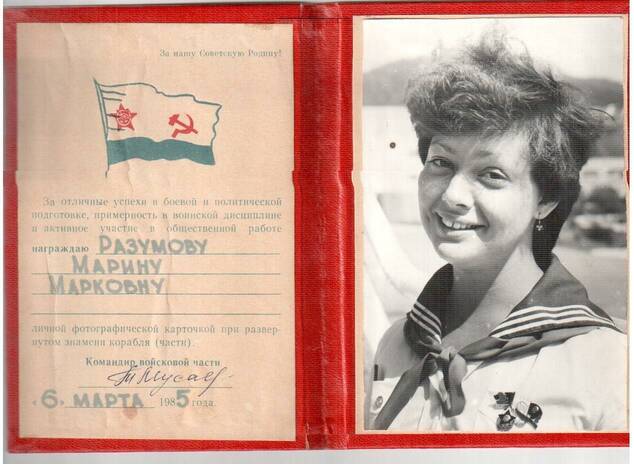 За нашу Советскую Родину!
За отличные успехи в боевой и политической
подготовке, примерность в воинской дисциплине
и активное участие в общественной работе
награждаю РАЗУМОВУ
МАРИНУ
МАРКОВНУ
личной фотографической карточкой при развер-
нутом знамени корабля (части).
Командир войсковой части
«6» МАРТА 1985 года.